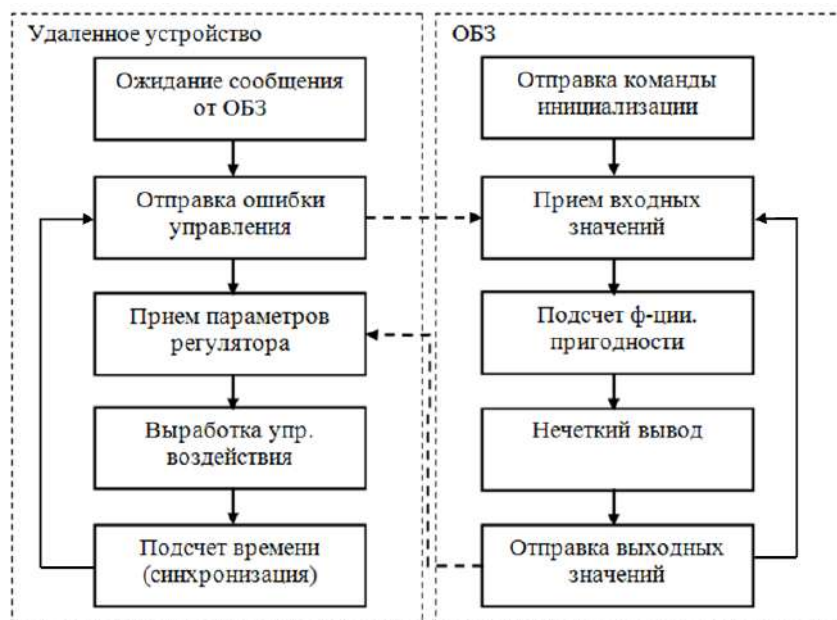 Удаленное устройство
Ожидание сообщения
от ОБЗ
Отправка ошибки
управления
Прием параметров
регулятора
Выработка упр.
воздействия
Подсчет времени
(синхронизация)
ОБЗ
Отправка команды
инициализации
Прием входных
значений
Подсчет ф-ции.
пригодности
Нечеткий вывод
Отправка выходных
значений